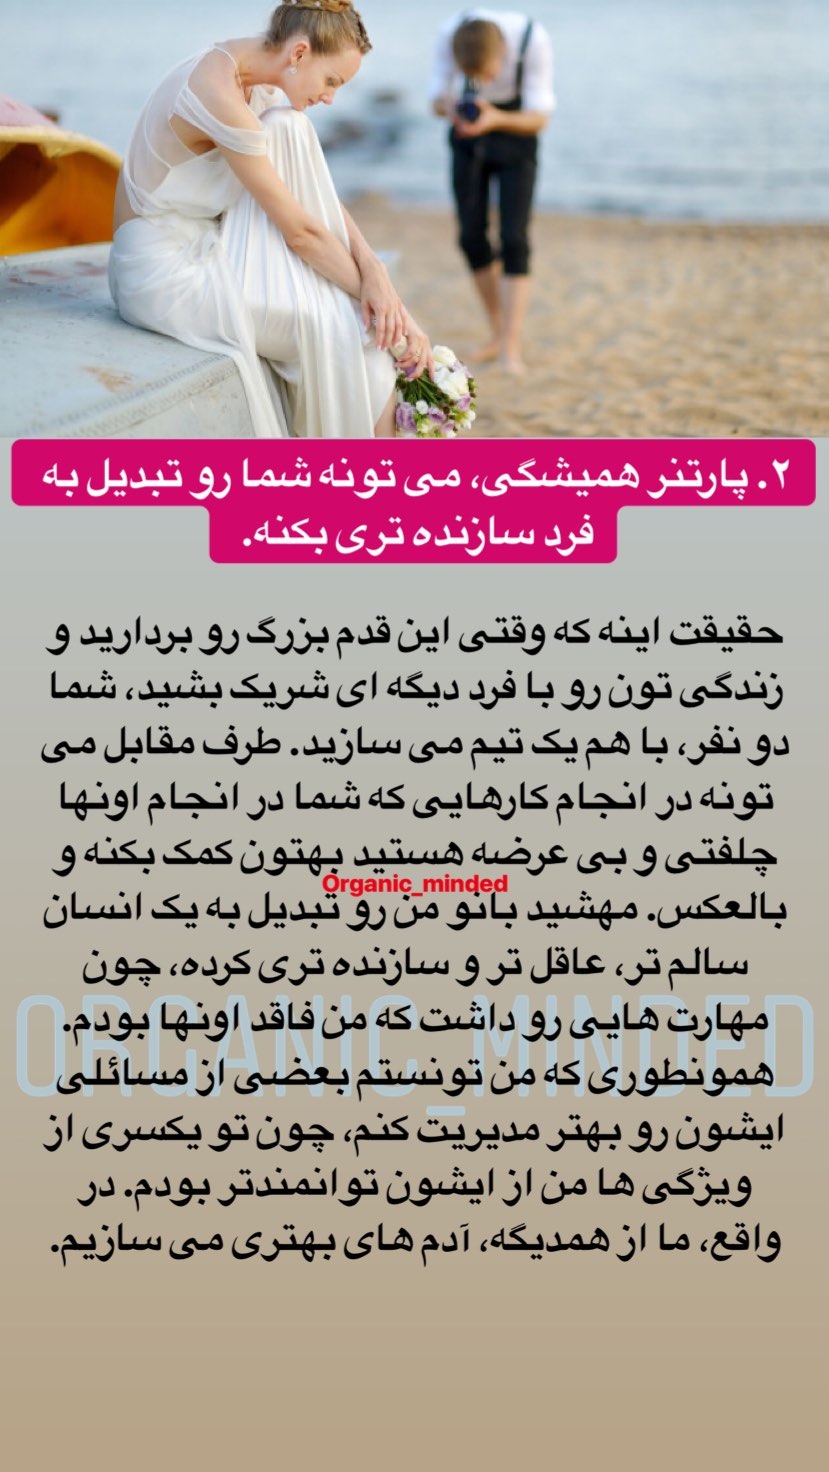 ۲. پارتنر همیشگی، می تونه شما رو تبدیل به
فرد سازنده تری بکنه.
حقیقت اینه که وقتی این قدم بزرگ رو بردارید و
زندگی تون رو با فرد دیگه ای شریک بشید، شما
دو نفر، با هم یک تیم می سازید. طرف مقابل می
تونه در انجام کارهایی که شما در انجام اونها
چلفتی و بی عرضه هستید بهتون کمک بکنه و
Organic_minded
بالعکس. مهشید بانو من رو تبدیل به یک انسان
سالم تر، عاقل تر و سازنده تری کرده، چون
مهارت هایی رو داشت که من فاقد اونها بودم.
ORGANIC_MINDED
همونطوری که من تونستم بعضی از مسائلی
ایشون رو بهتر مدیریت کنم، چون تو یکسری از
ویژگی ها من از ایشون توانمندتر بودم. در
واقع، ما از همدیگه، آدم های بهتری می سازیم.